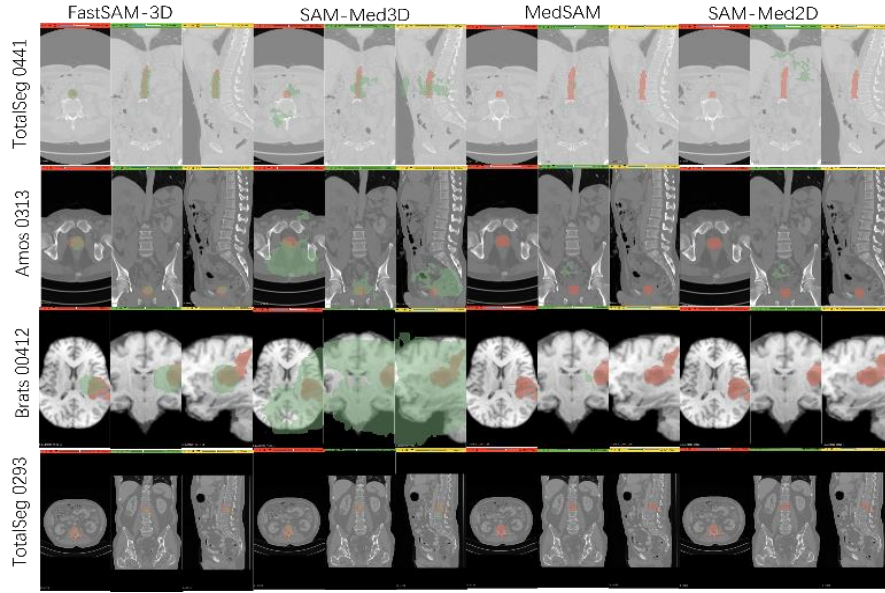 FastSAM-3D
SAM-Med3D
MedSAM
SAM-Med2D
TotalSeg 0441
Amos 0313
Brats 00412
TotalSeg 0293